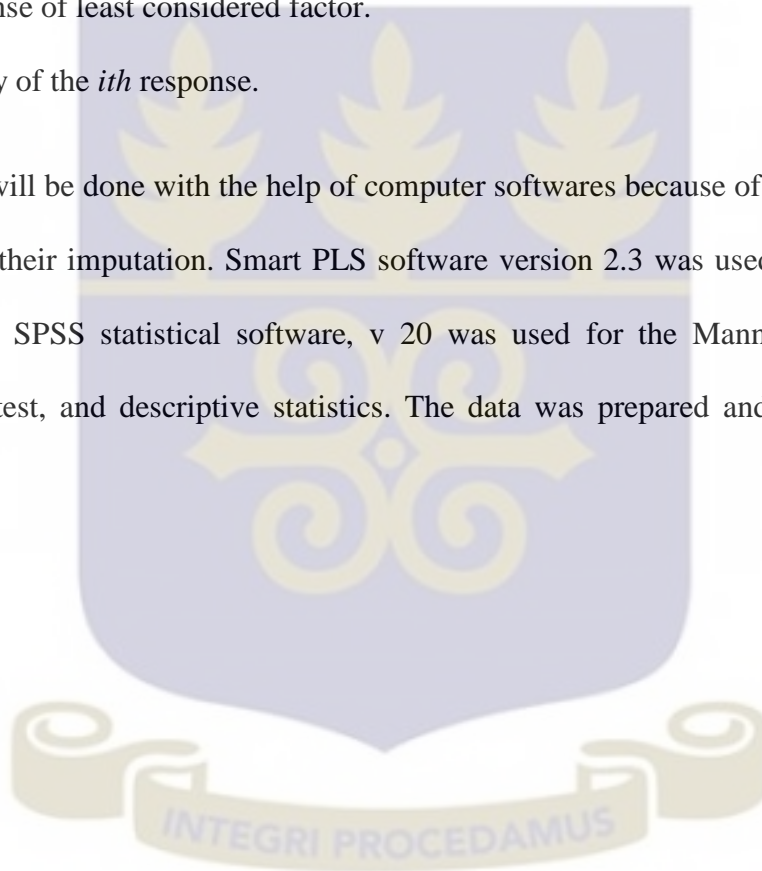 nse of least considered factor.
y of the ith response.
will be done with the help of computer softwares because of
their imputation. Smart PLS software version 2.3 was used
SPSS statistical software, v 20 was used for the Mann
test, and descriptive statistics. The data was prepared and
INTEGRI PROCEDAMUS